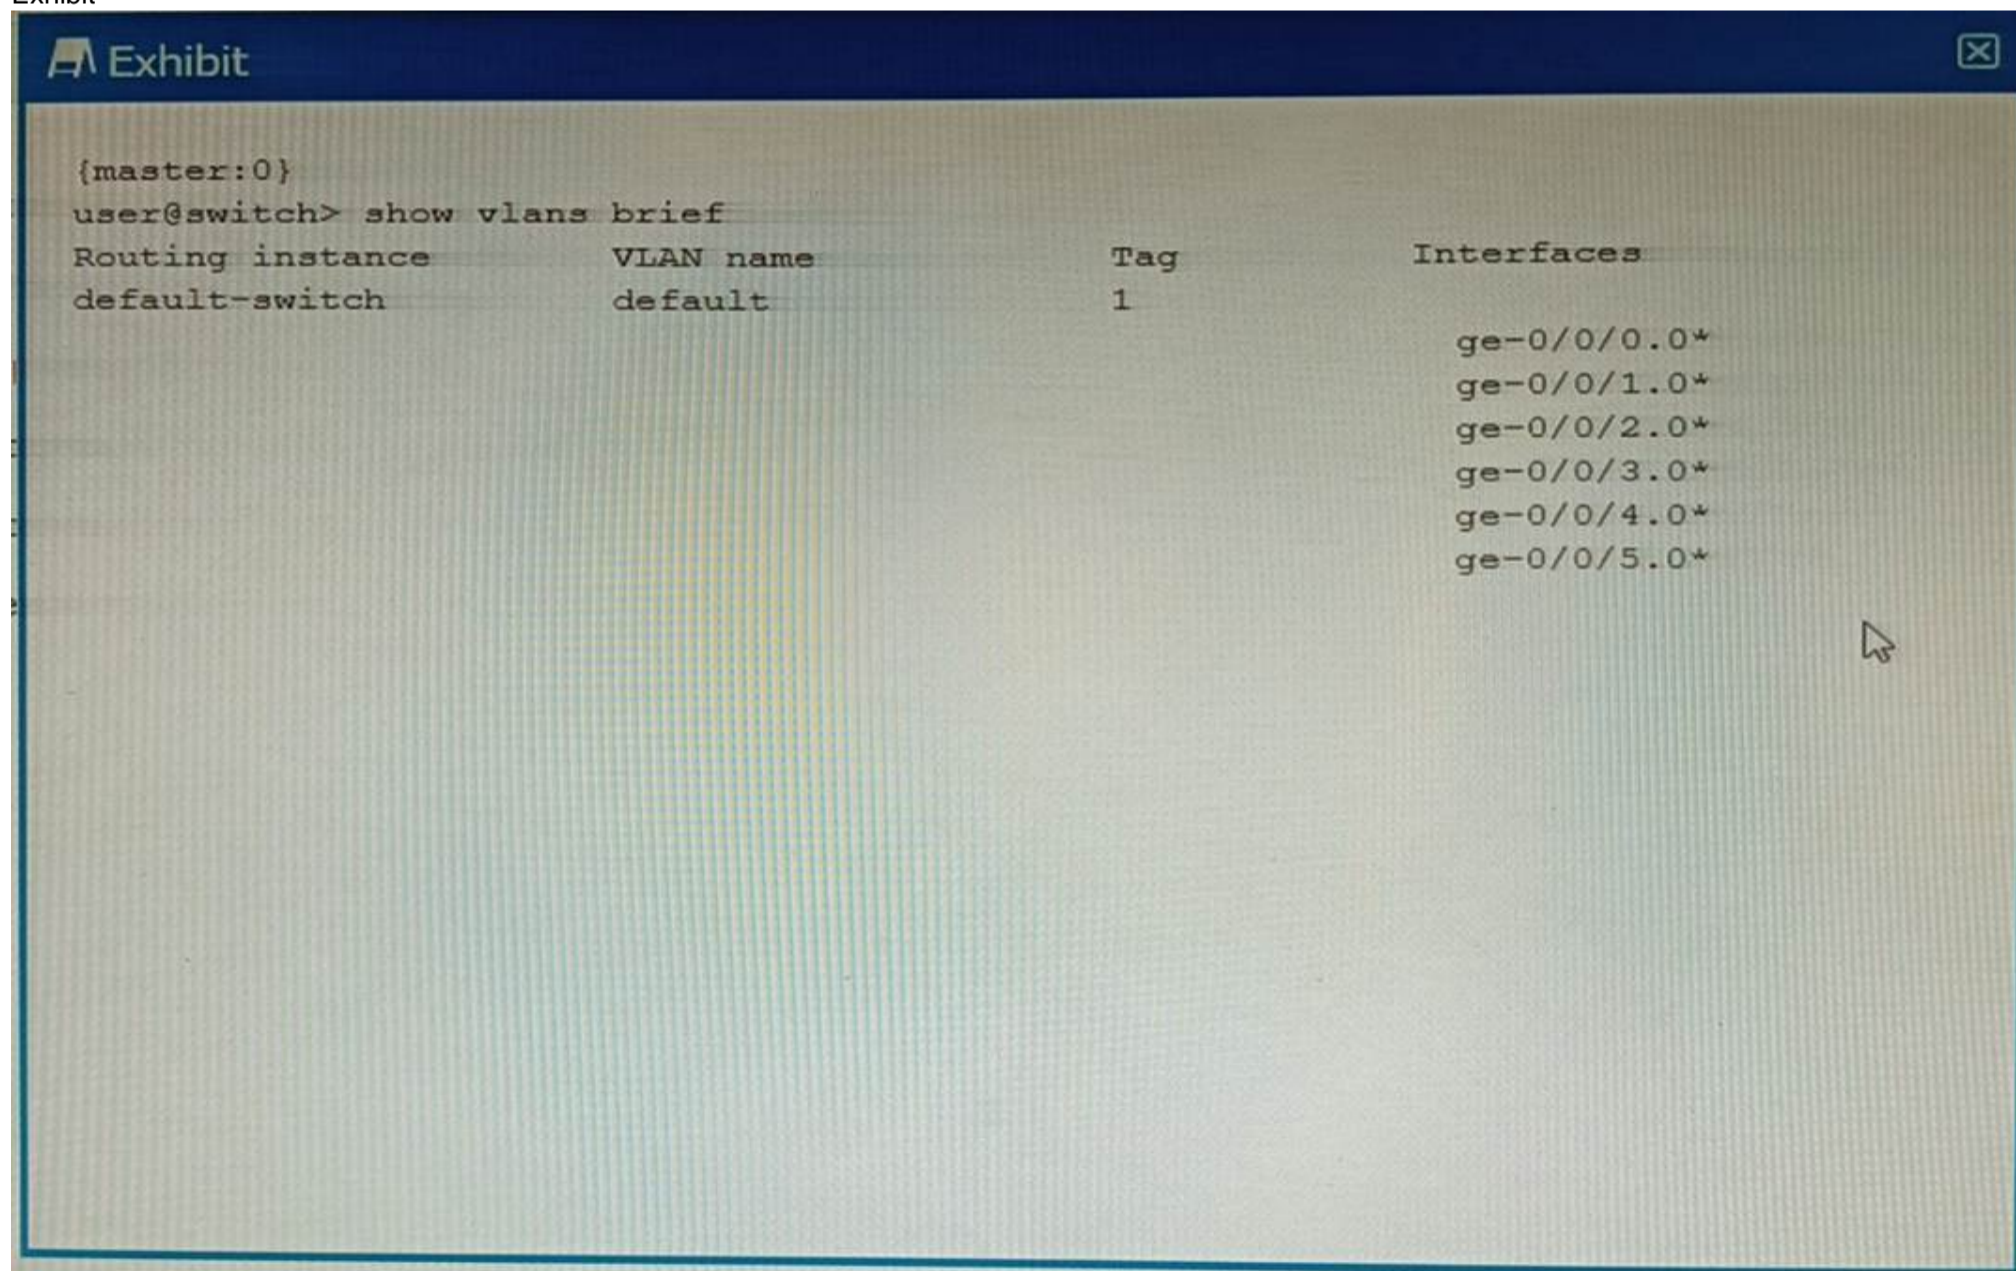 Exhibit
Exhibit
{master:0}
user@switch> show vlans brief
Routing instance VLAN name Tag Interfaces
default-switch default 1
ge-0/0/0.0*
ge-0/0/1.0*
ge-0/0/2.0*
ge-0/0/3.0*
ge-0/0/4.0*
ge-0/0/5.0*